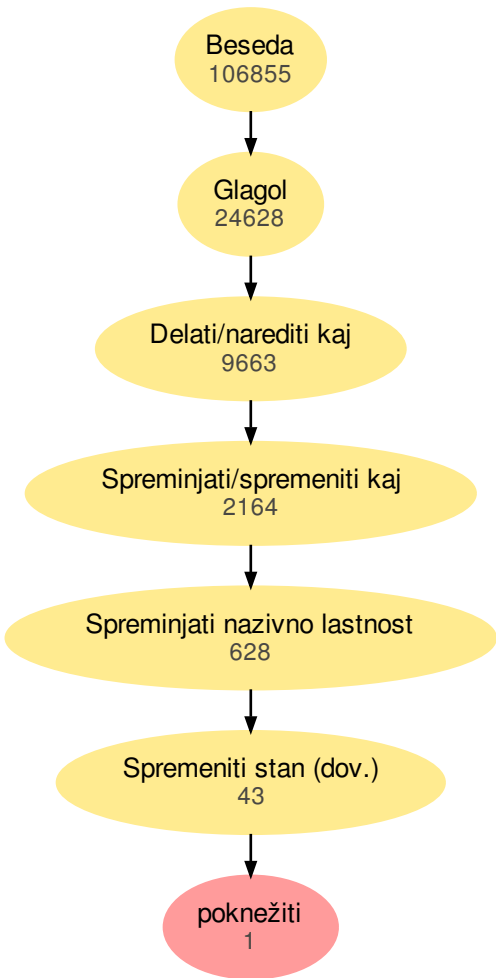 Beseda
106855
Glagol
24628
Delati/narediti kaj
9663
Spreminjati/spremeniti kaj
2164
Spreminjati nazivno lastnost
628
Spremeniti stan (dov.)
43
poknežiti
1